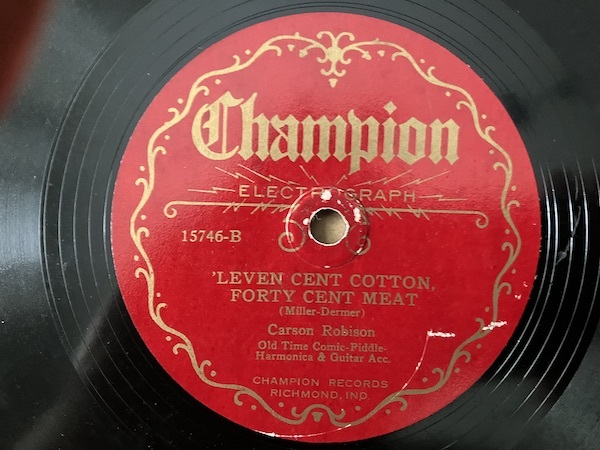 Champion
ELECTROGRAPH
15746-B
'LEVEN CENT COTTON,
FORTY CENT MEAT
(Miller-Dermer)
Carson Robison
Old Time Comic-Fiddle-
Harmonica & Guitar Acc.
CHAMPION RECORDS
RICHMOND, IND.